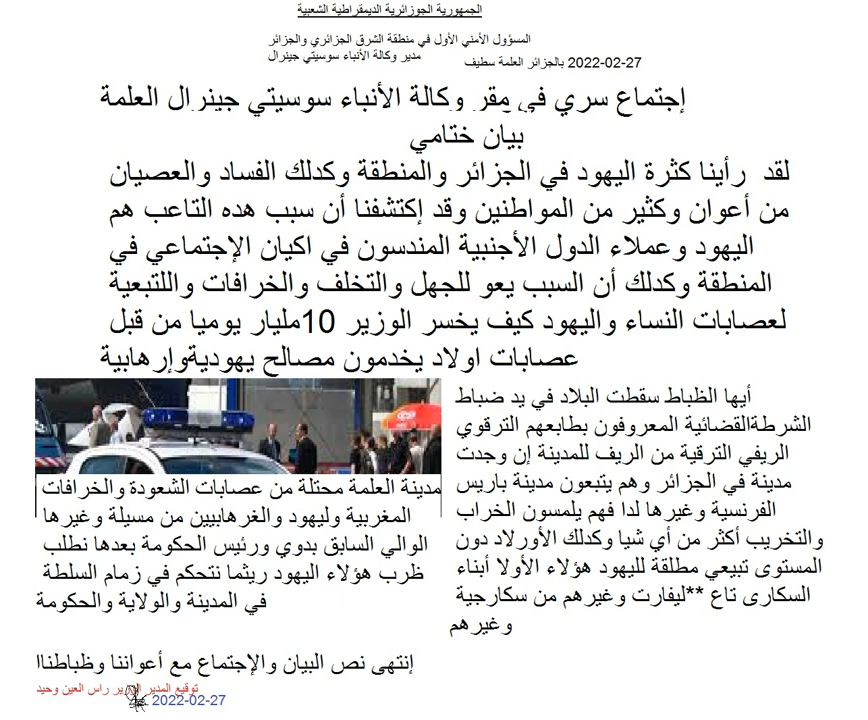 الجمهورية الجوزائرية الديمقراطية الشعبية
المسؤول الأمني الأول في منطقة الشرق الجزائري والجزائر
مدير وكالة الأنباء سوسيتي جينرال
2022-02-27 بالجزائر العلمة سطيف
إجتماع سري في مقر وكالة الأنباء سوسيتي جينرال العلمة
بيان ختامي
لقد رأينا كثرة اليهود في الجزائر والمنطقة وكدلك الفساد والعصيان
من أعوان وكثير من المواطنين وقد إكتشفنا أن سبب هده التاعب هم
اليهود وعملاء الدول الأجنبية المندسون في اكيان الإجتماعي في
المنطقة وكدلك أن السبب يعو للجهل والتخلف والخرافات واللتبعية
لعصابات النساء واليهود كيف يخسر الوزير 10مليار يوميا من قبل
عصابات اولاد يخدمون مصالح يهوديةوإرهابية
أيها الظباط سقطت البلاد في يد ضباط
الشرطةالقضائية المعروفون بطابعهم الترقوي
الريفي الترقية من الريف للمدينة إن وجدت
مدينة في الجزائر وهم يتبعون مدينة باريس
الفرنسية وغيرها لدا فهم يلمسون الخراب
والتخريب أكثر من أي شيا وكدلك الأورلاد دون
المستوى تبيعي مطلقة لليهود هؤلاء الأولا أبناء
السكارى تاع **ليفارت وغيرهم من سكارجية
وغيرهم
مدينة العلمة محتلة من عصابات الشعودة والخرافات
المغربية وليهود والغرهابيين من مسيلة وغيرها
الوالي السابق بدوي ورئيس الحكومة بعدها نطلب
ظرب هؤلاء اليهود ريثما نتحكم في زمام السلطة
في المدينة والولاية والحكومة
إنتهى نص البيان والإجتماع مع أعواننا وظباطناا
توقيع المدير راس العين وحيد
2022-02-27